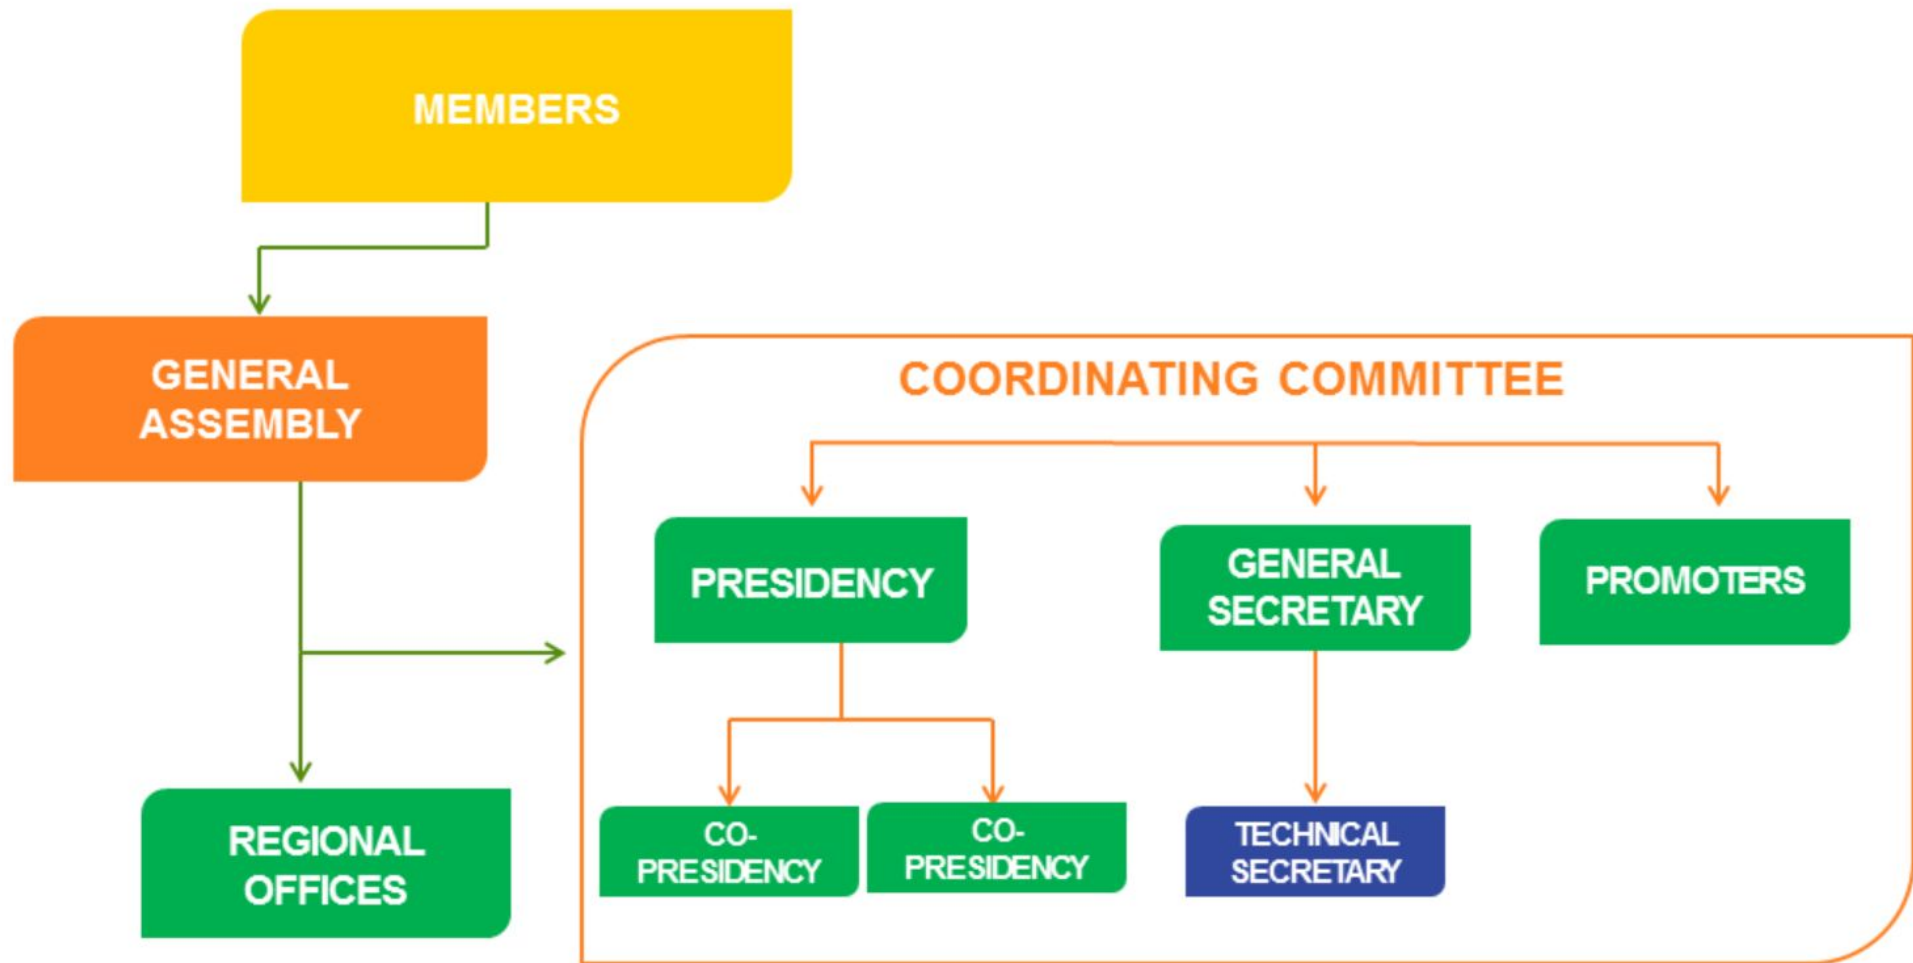 MEMBERS
GENERAL
ASSEMBLY
COORDINATING COMMITTEE
PRESIDENCY
GENERAL
SECRETARY
PROMOTERS
REGIONAL
OFFICES
CO-
PRESIDENCY
CO-
PRESIDENCY
TECHNICAL
SECRETARY